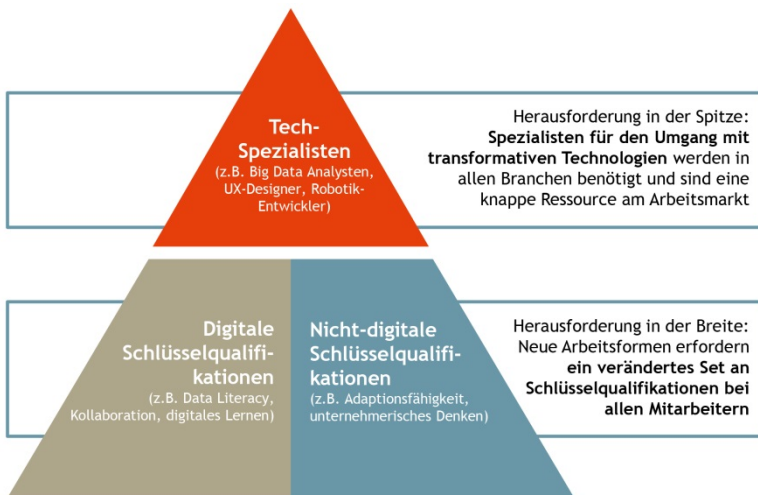 Tech-
Spezialisten
(z.B. Big Data Analysten,
UX-Designer, Robotik-
Entwickler)
Herausforderung in der Spitze:
Spezialisten für den Umgang mit
transformativen Technologien werden in
allen Branchen benötigt und sind eine
knappe Ressource am Arbeitsmarkt
Digitale
Schlüsselqualifi-
kationen
(z.B. Data Literacy,
Kollaboration, digitales Lernen)
Nicht-digitale
Schlüsselqualifi-
kationen
(z.B. Adaptionsfähigkeit,
unternehmerisches Denken)
Herausforderung in der Breite:
Neue Arbeitsformen erfordern
ein verändertes Set an
Schlüsselqualifikationen bei
allen Mitarbeitern